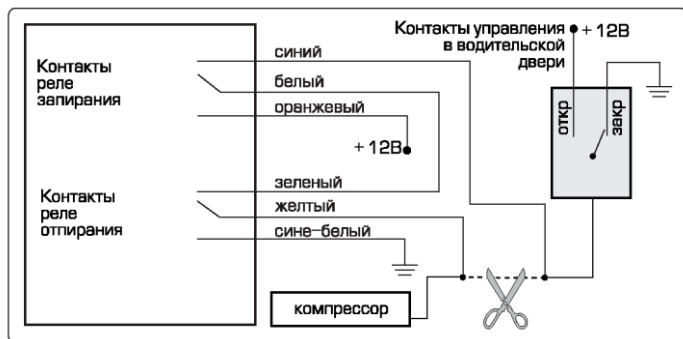 Контакты
реле
запирания
Контакты
реле
отпирания
синий
белый
оранжевый
+ 12В
зеленый
желтый
сине-белый
компрессор
Контакты управления
в водительской
двери
+ 12В
откр
закр